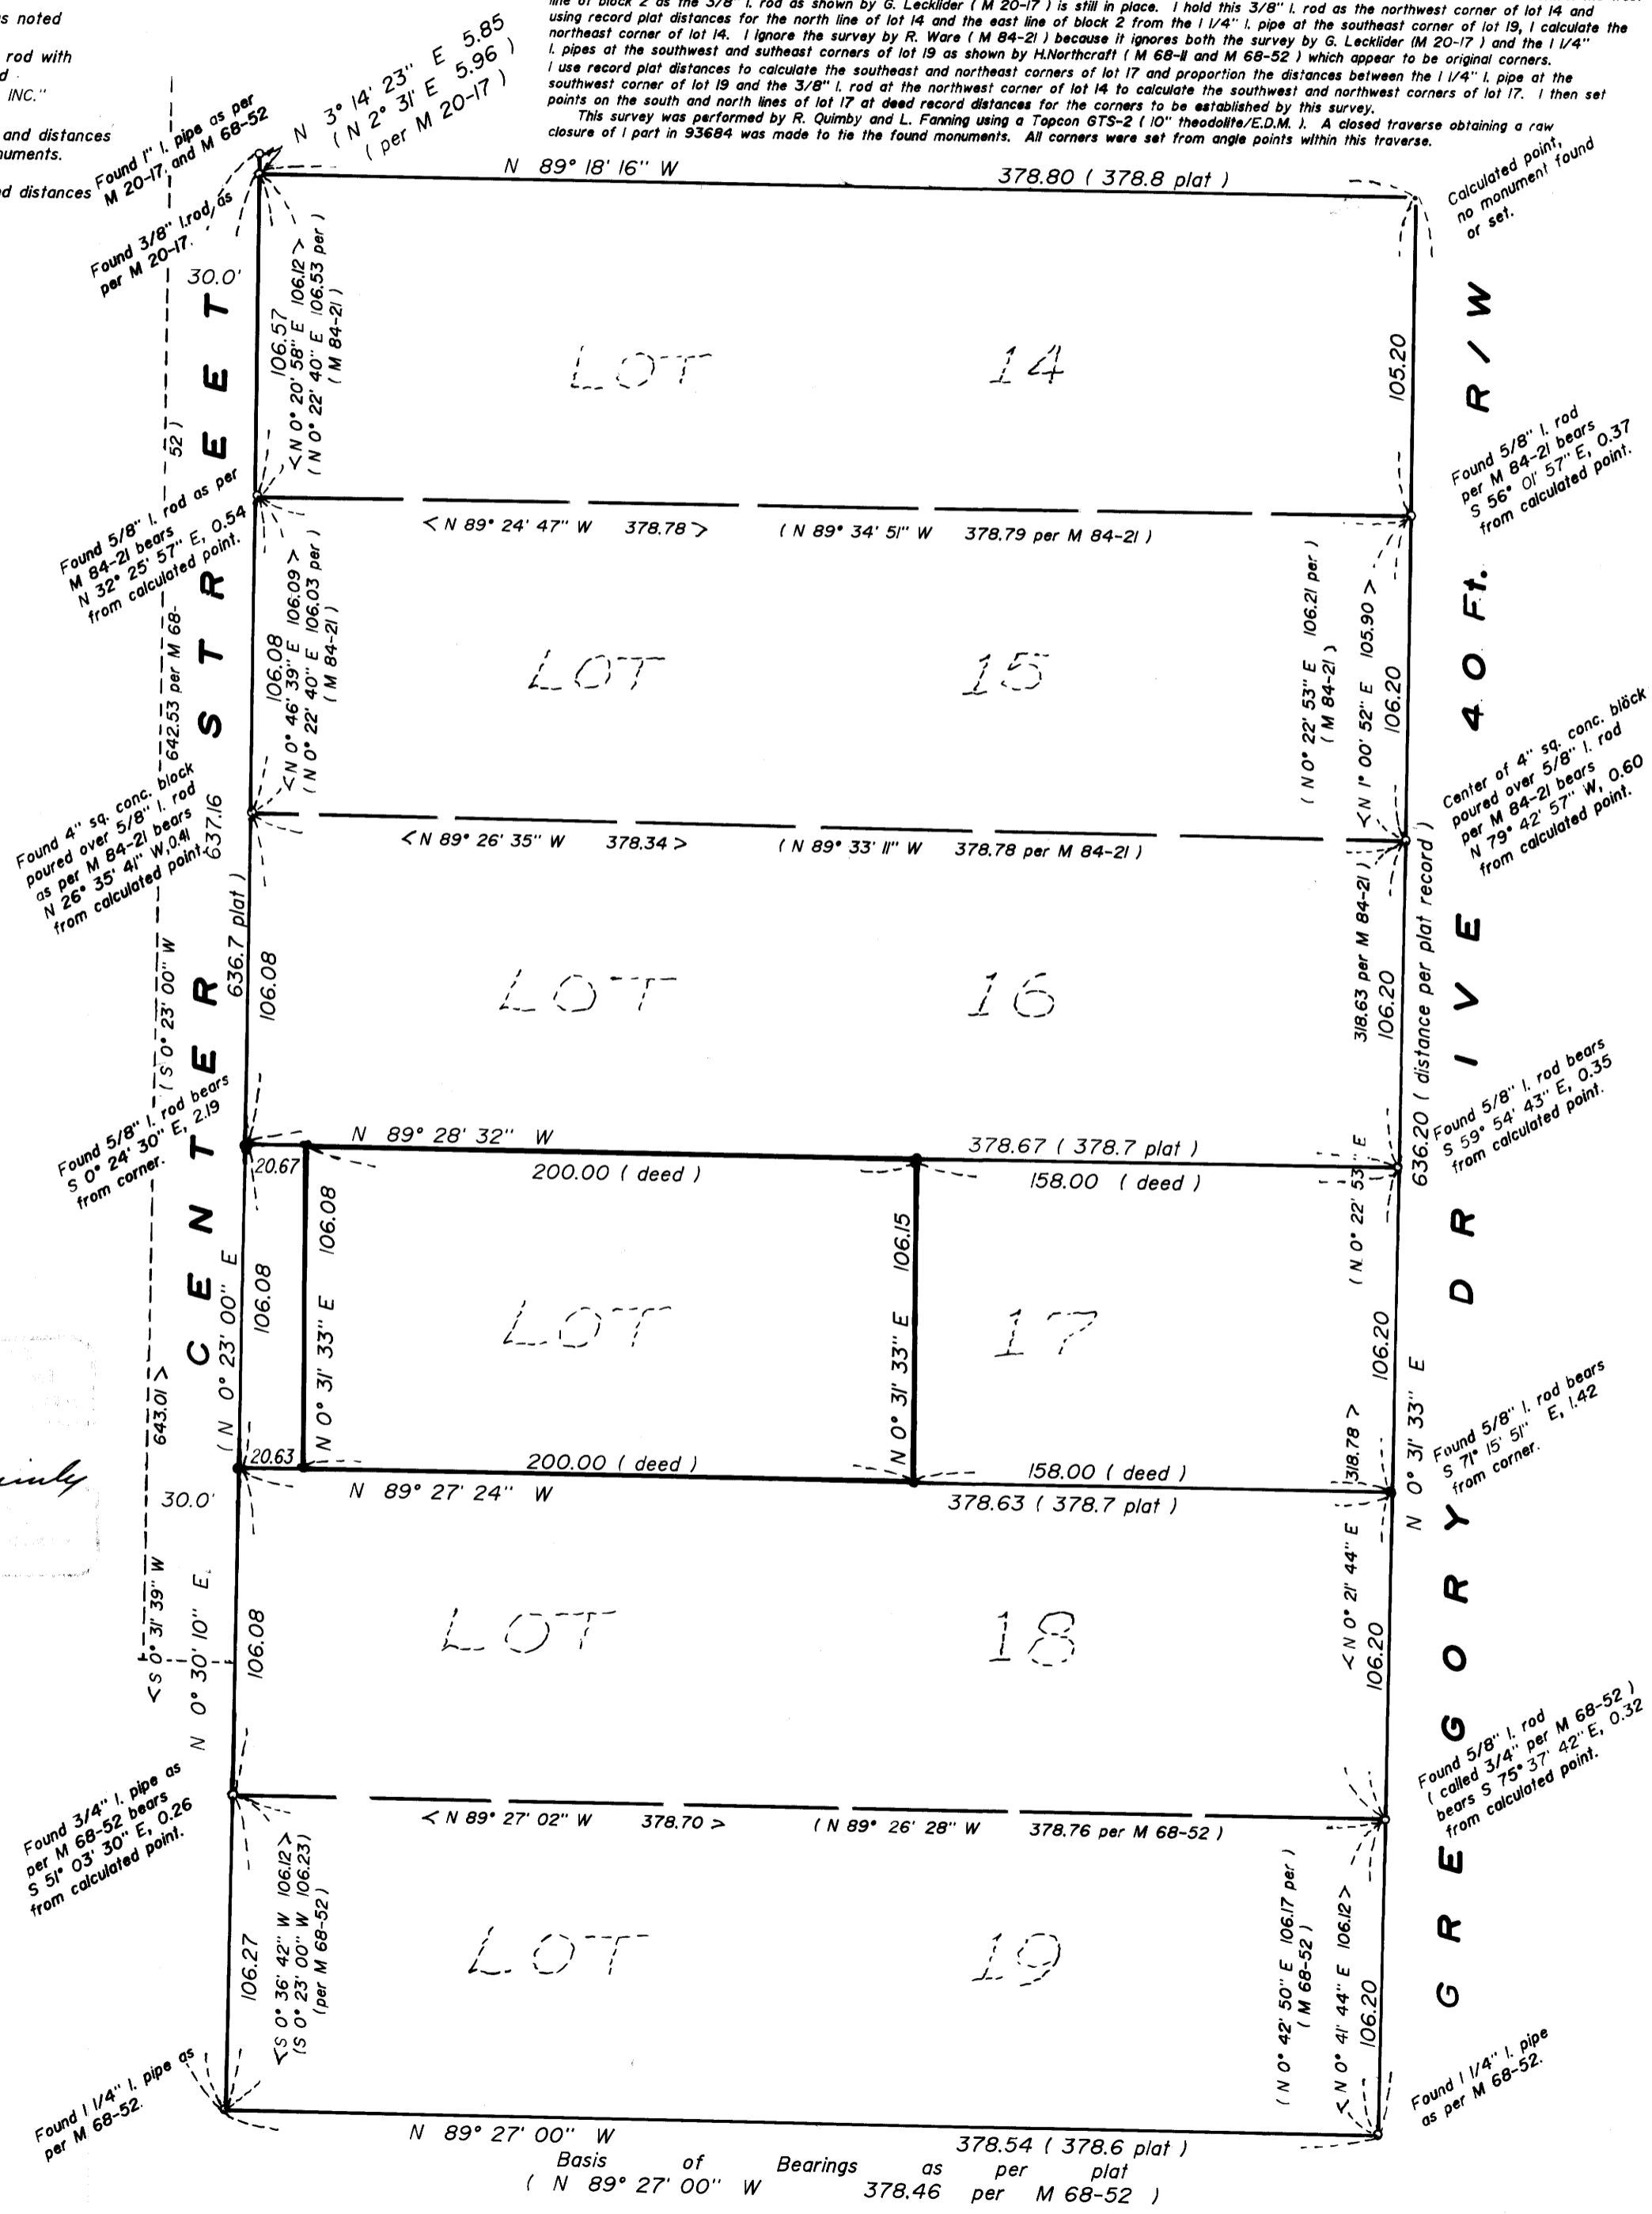 s noted
rod with
d
INC."
and distances
numents.
d distances
line of block 2 as the 3/8" I. rod as shown by G. Lecklider ( M 20-17 ) is still in place. I hold this 3/8" I. rod as the northwest corner of lot 14 and
using record plat distances for the north line of lot 14 and the east line of block 2 from the 1 1/4" I. pipe at the southeast corner of lot 19, I calculate the
northeast corner of lot 14. I ignore the survey by R. Ware ( M 84-21 ) because it ignores both the survey by G. Lecklider (M 20-17 ) and the 1 1/4"
I. pipes at the southwest and sutheast corners of lot 19 as shown by H.Northcraft ( M 68-11 and M 68-52 ) which appear to be original corners.
I use record plat distances to calculate the southeast and northeast corners of lot 17 and proportion the distances between the 1 1/4" I. pipe at the
southwest corner of lot 19 and the 3/8" I. rod at the northwest corner of lot 14 to calculate the southwest and northwest corners of lot 17. I then set
points on the south and north lines of lot 17 at deed record distances for the corners to be established by this survey.
This survey was performed by R. Quimby and L. Fanning using a Topcon GTS-2 ( 10" theodolite/E.D.M. ). A closed traverse obtaining a raw
closure of 1 part in 93684 was made to tie the found monuments. All corners were set from angle points within this traverse.
N 3° 14' 23" E 5.85
( N 2° 31' E 5.96 )
( per M 20-17 )
Found 1" I. pipe as per
M 20-17, and M 68-52
Found 3/8" I.rod, as
per M 20-17.
N 89° 18' 16" W 378.80 ( 378.8 plat )
Calculated point,
no monument found
or set.
30.0'
106.57
<N 0° 20' 58" E 106.12 >
( N 0° 22' 40" E 106.53 per )
( M 84-21 )
LOT 14
105.20
Found 5/8" I. rod
per M 84-21 bears
S 56° 01' 57" E, 0.37
from calculated point.
Found 5/8" I. rod as per
M 84-21 bears
N 32° 25' 57" E, 0.54
from calculated point.
< N 89° 24' 47" W 378.78 > ( N 89° 34' 51" W 378.79 per M 84-21 )
106.08
<N 0° 46' 39" E 106.09 >
( N 0° 22' 40" E 106.03 per )
( M 84-21 )
LOT 15
( N 0° 22' 53" E 106.21 per )
( M 84-21 )
<N 1° 00' 52" E 105.90 >
106.20
Center of 4" sq. conc. block
poured over 5/8" I. rod
per M 84-21 bears
N 79° 42' 57" W, 0.60
from calculated point.
Found 4" sq. conc. block
poured over 5/8" I. rod
as per M 84-21 bears
N 26° 35' 41" W,0.41
from calculated point.
< N 89° 26' 35" W 378.34 > ( N 89° 33' 11" W 378.78 per M 84-21 )
( S 0° 23' 00" W 642.53 per M 68-52 )
637.16
636.7 plat )
( N 0° 23' 00" E
106.08
LOT 16
318.63 per M 84-21 )
( N 0° 22' 53" E
106.20
636.20 ( distance per plat record )
CENTER STREET
GREGORY DRIVE 40 Ft. R/W
Found 5/8" I. rod bears
S 0° 24' 30" E, 2.19
from corner.
Found 5/8" I. rod bears
S 59° 54' 43" E, 0.35
from calculated point.
N 89° 28' 32" W 378.67 ( 378.7 plat )
20.67 200.00 ( deed ) 158.00 ( deed )
106.08
N 0° 31' 33" E 106.08
LOT 17
N 0° 31' 33" E 106.15
106.20
20.63 200.00 ( deed ) 158.00 ( deed )
N 89° 27' 24" W 378.63 ( 378.7 plat )
Found 5/8" I. rod bears
S 71° 15' 51" E, 1.42
from corner.
30.0'
<S 0° 31' 39" W 643.01 >
N 0° 30' 10" E
106.08
LOT 18
<N 0° 21' 44" E 318.78 >
106.20
N 0° 31' 33" E
Found 3/4" I. pipe as
per M 68-52 bears
S 51° 03' 30" E, 0.26
from calculated point.
Found 5/8" I. rod
( called 3/4" per M 68-52 )
bears S 75° 37' 42" E, 0.32
from calculated point.
< N 89° 27' 02" W 378.70 > ( N 89° 26' 28" W 378.76 per M 68-52 )
106.27
<S 0° 36' 42" W 106.12>
(S 0° 23' 00" W 106.23)
(per M 68-52)
LOT 19
( N 0° 42' 50" E 106.17 per )
( M 68-52 )
< N 0° 41' 44" E 106.12>
106.20
Found 1 1/4" I. pipe as
per M 68-52.
Found 1 1/4" I. pipe
as per M 68-52.
N 89° 27' 00" W 378.54 ( 378.6 plat )
Basis of Bearings as per plat
( N 89° 27' 00" W 378.46 per M 68-52 )